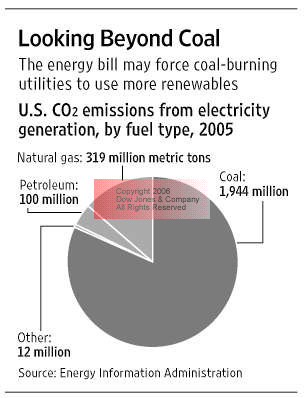 Looking Beyond Coal
The energy bill may force coal-burning
utilities to use more renewables
U.S. CO2 emissions from electricity
generation, by fuel type, 2005
Natural gas: 319 million metric tons
Petroleum:
100 million
Coal:
1,944 million
Copyright 2006
Dow Jones & Company
All Rights Reserved
Other:
12 million
Source: Energy Information Administration